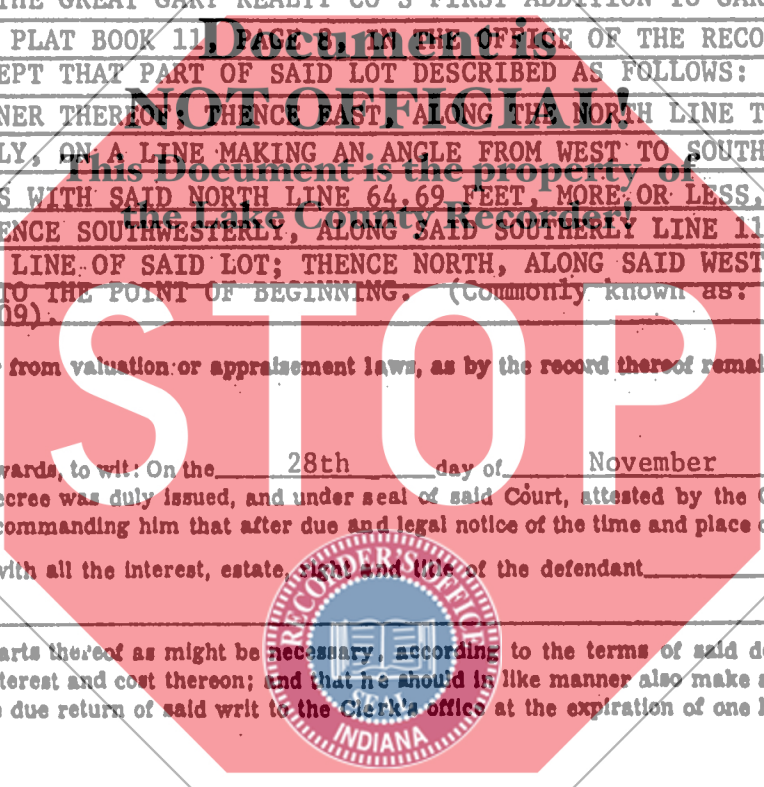 THE GREAT GARY REALTY CO'S FIRST ADDITION TO GAR
Document is
PLAT BOOK 11, PAGE 8, IN THE OFFICE OF THE RECO
EPT THAT PART OF SAID LOT DESCRIBED AS FOLLOWS:
NOT OFFICIAL!
NER THEREOF; THENCE EAST, ALONG THE NORTH LINE T
LY, ON A LINE MAKING AN ANGLE FROM WEST TO SOUTH
This Document is the property of
S WITH SAID NORTH LINE 64.69 FEET, MORE OR LESS,
the Lake County Recorder!
ENCE SOUTHWESTERLY, ALONG SAID SOUTHERLY LINE 11
LINE OF SAID LOT; THENCE NORTH, ALONG SAID WEST
TO THE POINT OF BEGINNING. (Commonly known as:
09).
STOP
from valuation or appraisement laws, as by the record thereof remai
wards, to wit: On the 28th day of November
ecree was duly issued, and under seal of said Court, attested by the C
commanding him that after due and legal notice of the time and place o
with all the interest, estate, right and title of the defendant
RECORDER'S OFFICE
arts thereof as might be necessary, according to the terms of said de
terest and cost thereon; and that he should in like manner also make a
SEAL
due return of said writ to the Clerk's office at the expiration of one
INDIANA